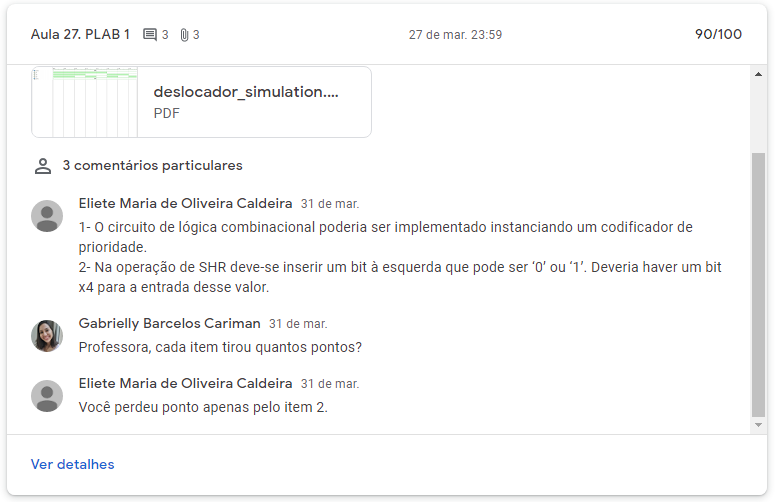 Aula 27. PLAB 1 3 3 27 de mar. 23:59 90/100
deslocador_simulation....
PDF
3 comentários particulares
Eliete Maria de Oliveira Caldeira 31 de mar.
1- O circuito de lógica combinacional poderia ser implementado instanciando um codificador de
prioridade.
2- Na operação de SHR deve-se inserir um bit à esquerda que pode ser ‘0’ ou ‘1’. Deveria haver um bit
x4 para a entrada desse valor.
Gabrielly Barcelos Cariman 31 de mar.
Professora, cada item tirou quantos pontos?
Eliete Maria de Oliveira Caldeira 31 de mar.
Você perdeu ponto apenas pelo item 2.
Ver detalhes